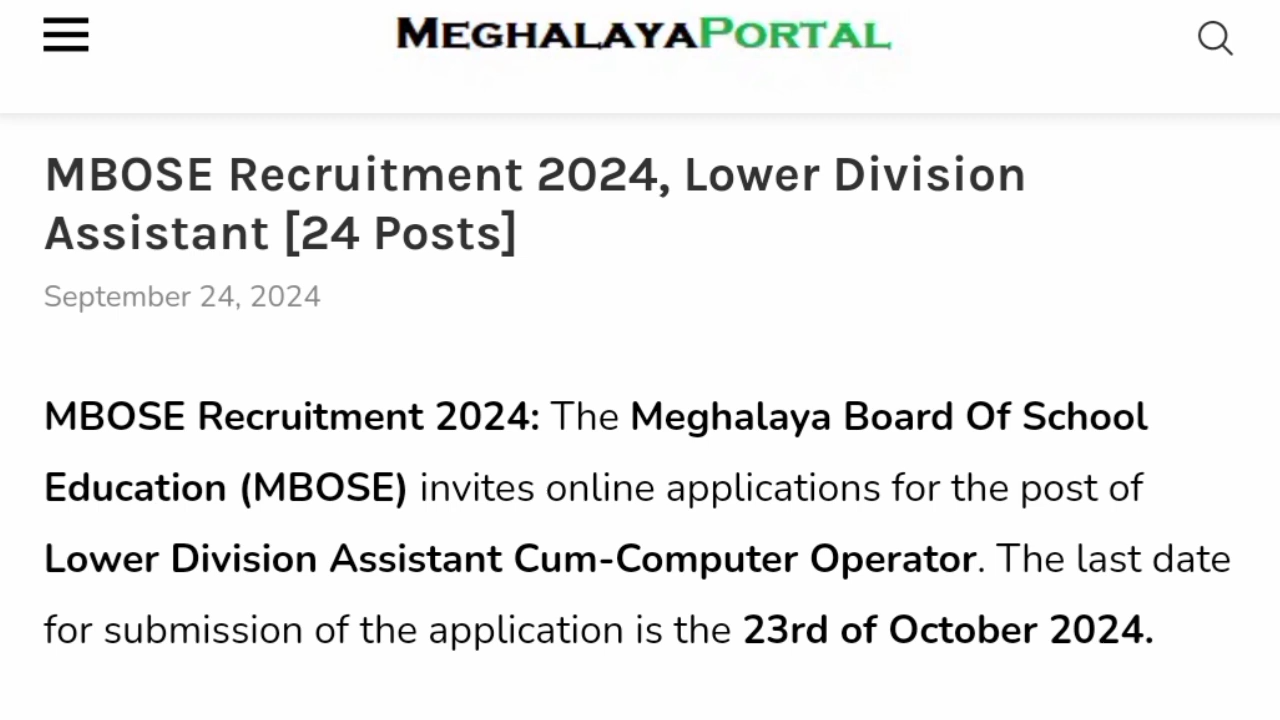 MEGHALAYAPORTAL
MBOSE Recruitment 2024, Lower Division
Assistant [24 Posts]
September 24, 2024
MBOSE Recruitment 2024: The Meghalaya Board Of School
Education (MBOSE) invites online applications for the post of
Lower Division Assistant Cum-Computer Operator. The last date
for submission of the application is the 23rd of October 2024.